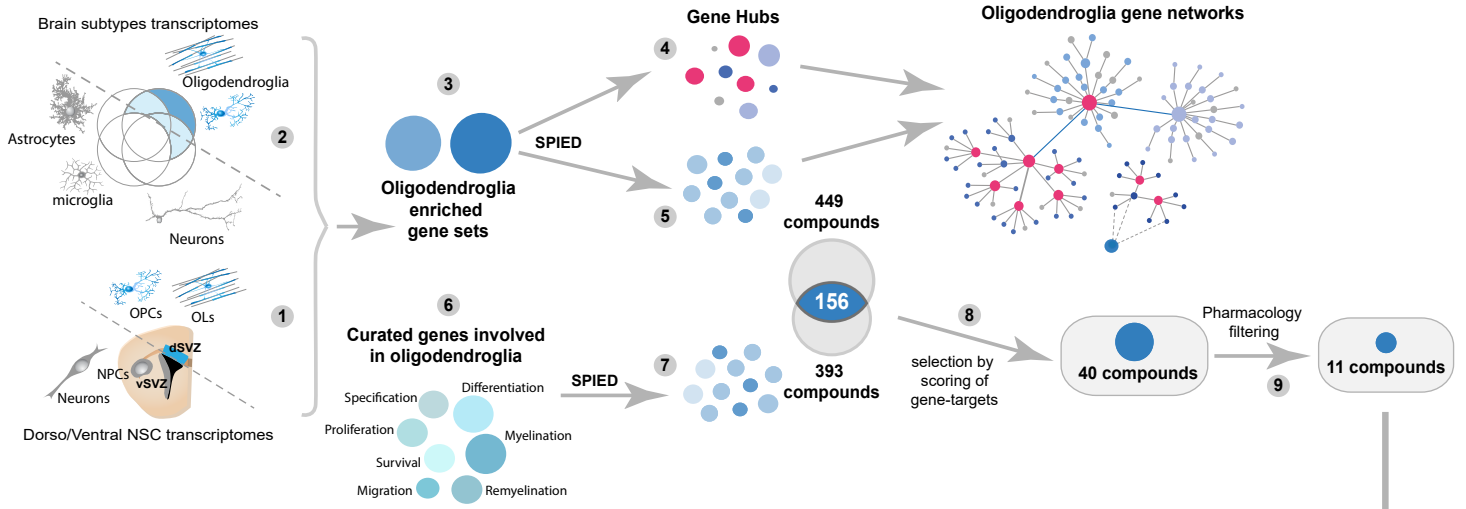 Brain subtypes transcriptomes
Oligodendroglia
Astrocytes
2
microglia
Neurons
OPCs
OLs
1
dSVZ
NPCs
vSVZ
Neurons
Dorso/Ventral NSC transcriptomes
3
Oligodendroglia
enriched
gene sets
SPIED
Gene Hubs
4
5
Oligodendroglia gene networks
449
compounds
156
393
compounds
6
Curated genes involved
in oligodendroglia
Differentiation
Specification
Proliferation
Myelination
Survival
Migration
Remyelination
SPIED
7
8
selection by
scoring of
gene-targets
40 compounds
Pharmacology
filtering
9
11 compounds